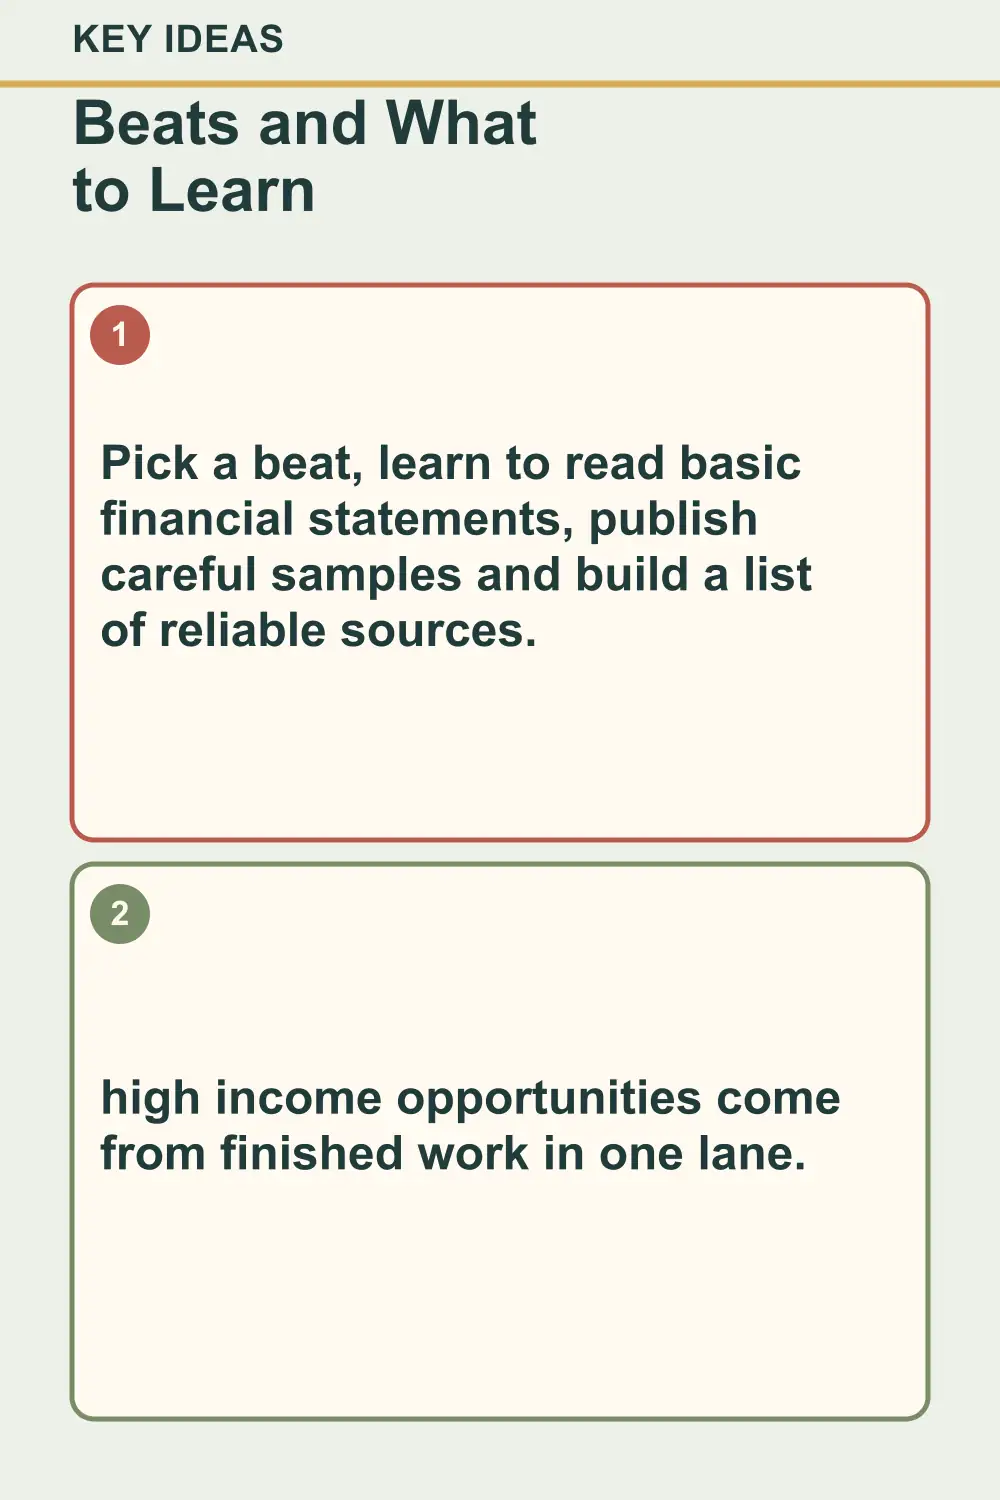 KEY IDEAS
Beats and What
to Learn
1
Pick a beat, learn to read basic
financial statements, publish
careful samples and build a list
of reliable sources.
2
high income opportunities come
from finished work in one lane.